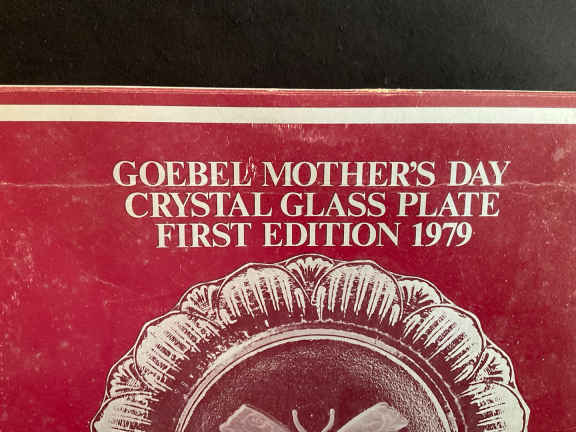 GOEBEL MOTHER'S DAY
CRYSTAL GLASS PLATE
FIRST EDITION 1979